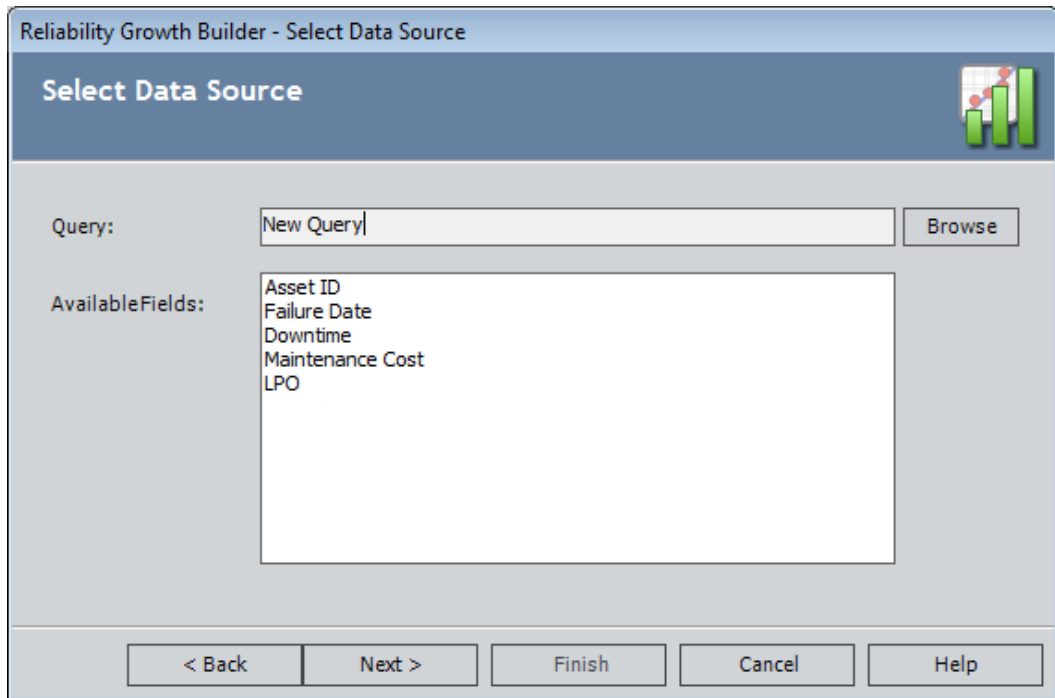 Reliability Growth Builder - Select Data Source
Select Data Source
Query:
New Query
Browse
AvailableFields:
Asset ID
Failure Date
Downtime
Maintenance Cost
LPO
< Back
Next >
Finish
Cancel
Help